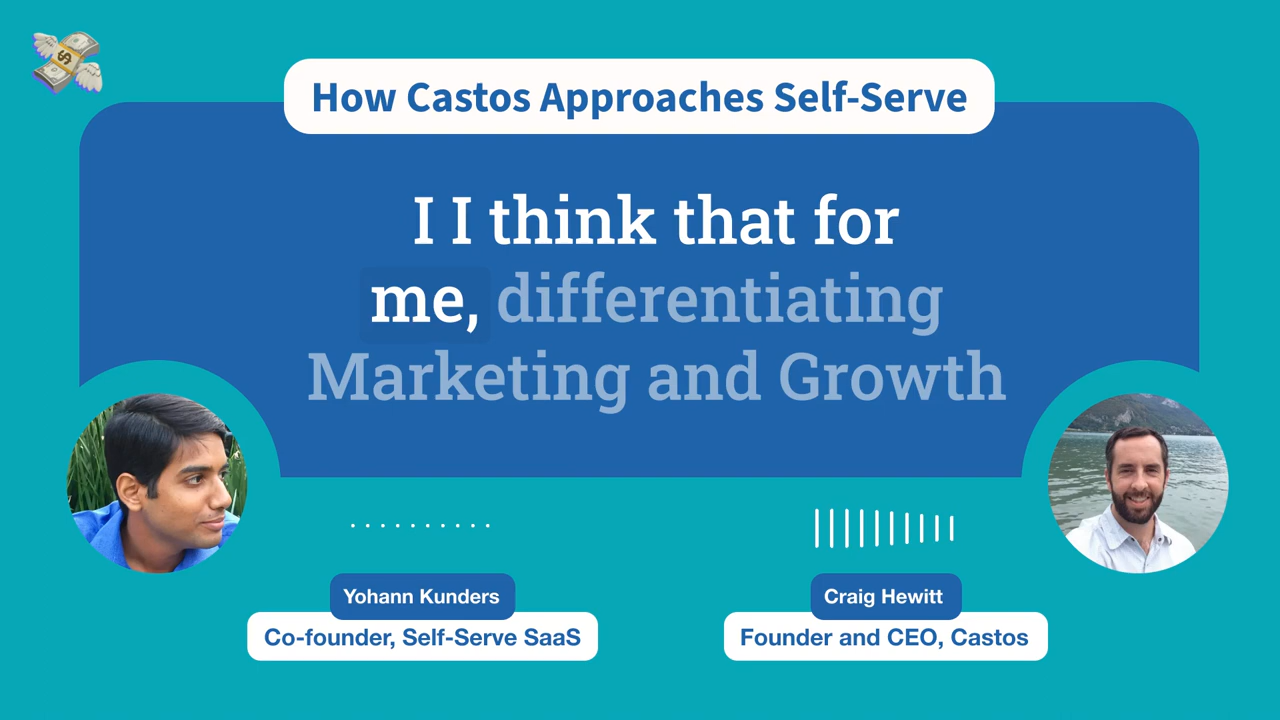 How Castos Approaches Self-Serve
I I think that for
me, differentiating
Marketing and Growth
Yohann Kunders
Co-founder, Self-Serve SaaS
Craig Hewitt
Founder and CEO, Castos